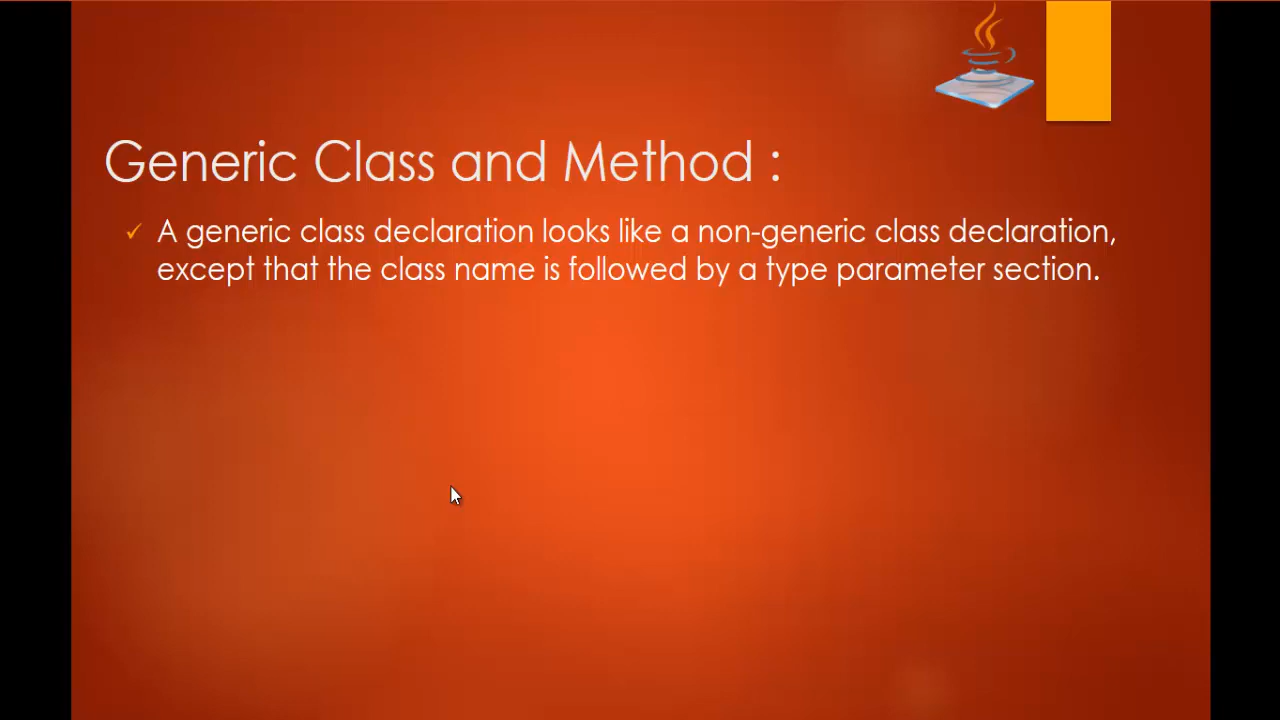 Generic Class and Method :
✓ A generic class declaration looks like a non-generic class declaration,
except that the class name is followed by a type parameter section.